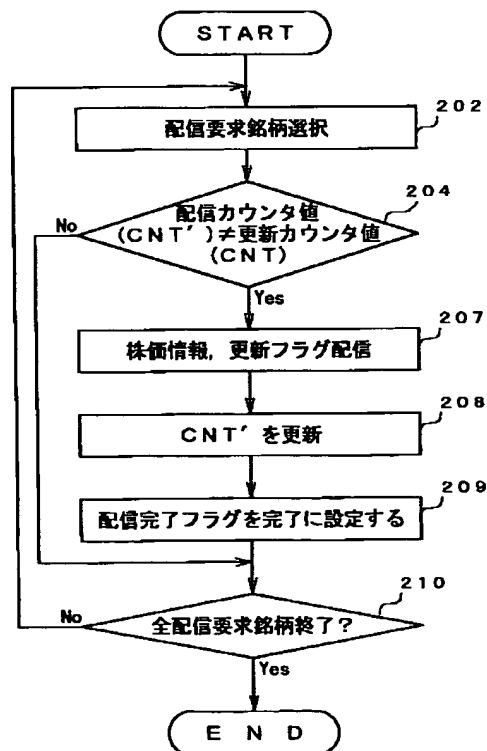 START
202
配信要求銘柄選択
204
配信カウンタ値
(CNT′)≠更新カウンタ値
(CNT)
No
Yes
207
株価情報，更新フラグ配信
208
CNT′を更新
209
配信完了フラグを完了に設定する
210
No
全配信要求銘柄終了？
Yes
END